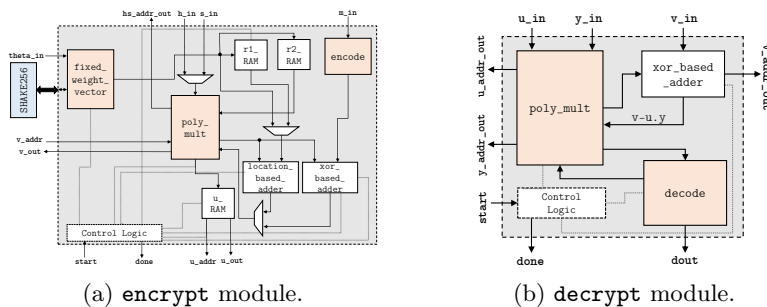 hs_addr_out h_in s_in m_in
theta_in
SHAKE256
fixed_
weight_
vector
r1_
RAM
r2_
RAM
encode
poly_
mult
v_addr
v_out
location_
based_
adder
xor_
based_
adder
u_
RAM
Control Logic
start done u_addr u_out
(a) encrypt module.
u_in y_in v_in
u_addr_out
poly_mult
xor_based
_adder
v_addr_out
v-u.y
y_addr_out
decode
start
Control
Logic
done dout
(b) decrypt module.